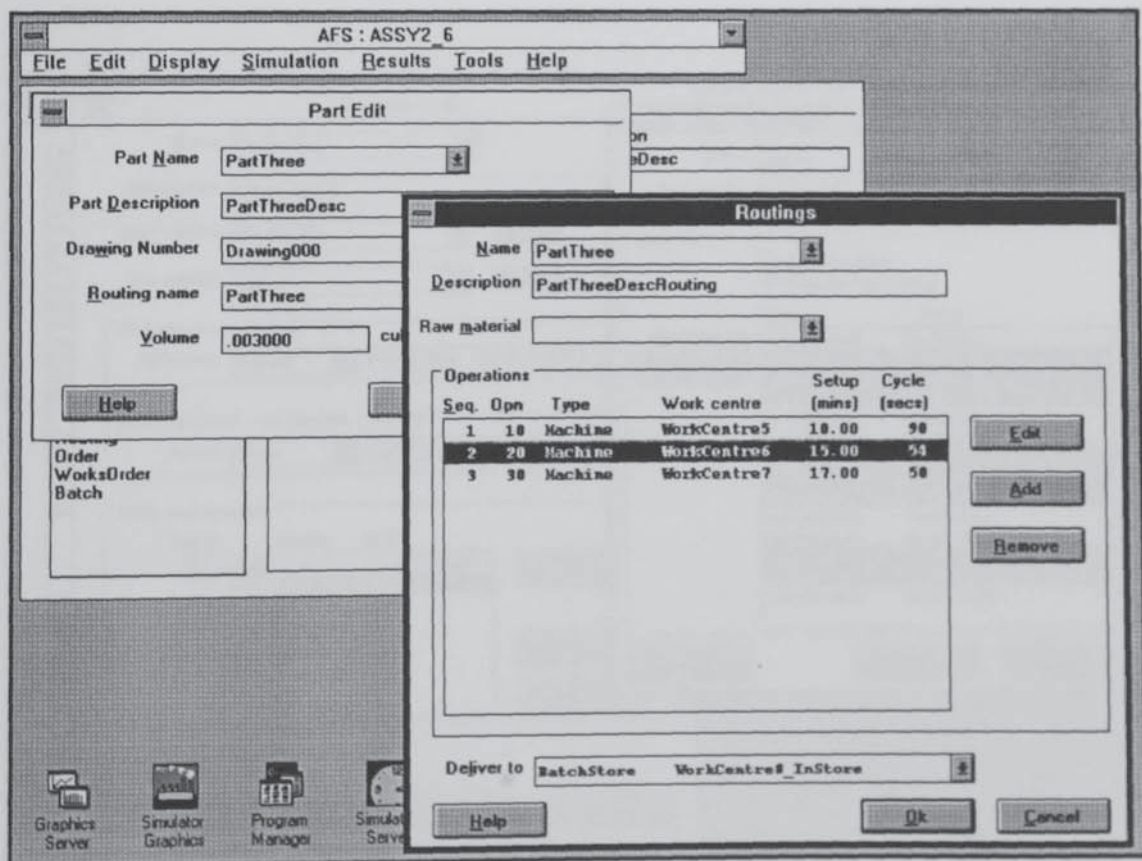 AFS : ASSY2_6
File Edit Display Simulation Results Tools Help
Part Edit
Part Name PartThree
Part Description PartThreeDesc
Drawing Number Drawing000
Routing name PartThree
Volume .003000
Help
on
eDesc
Order
WorksOrder
Batch
Routings
Name PartThree
Description PartThreeDescRouting
Raw material
Operations
Seq. Opn Type Work centre Setup (mins) Cycle (secs)
1 10 Machine WorkCentre5 10.00 90
2 20 Machine WorkCentre6 15.00 54
3 30 Machine WorkCentre7 17.00 50
Edit
Add
Remove
Deliver to BatchStore WorkCentre8_InStore
Help Ok Cancel
Graphics Server
Simulator Graphics
Program Manager